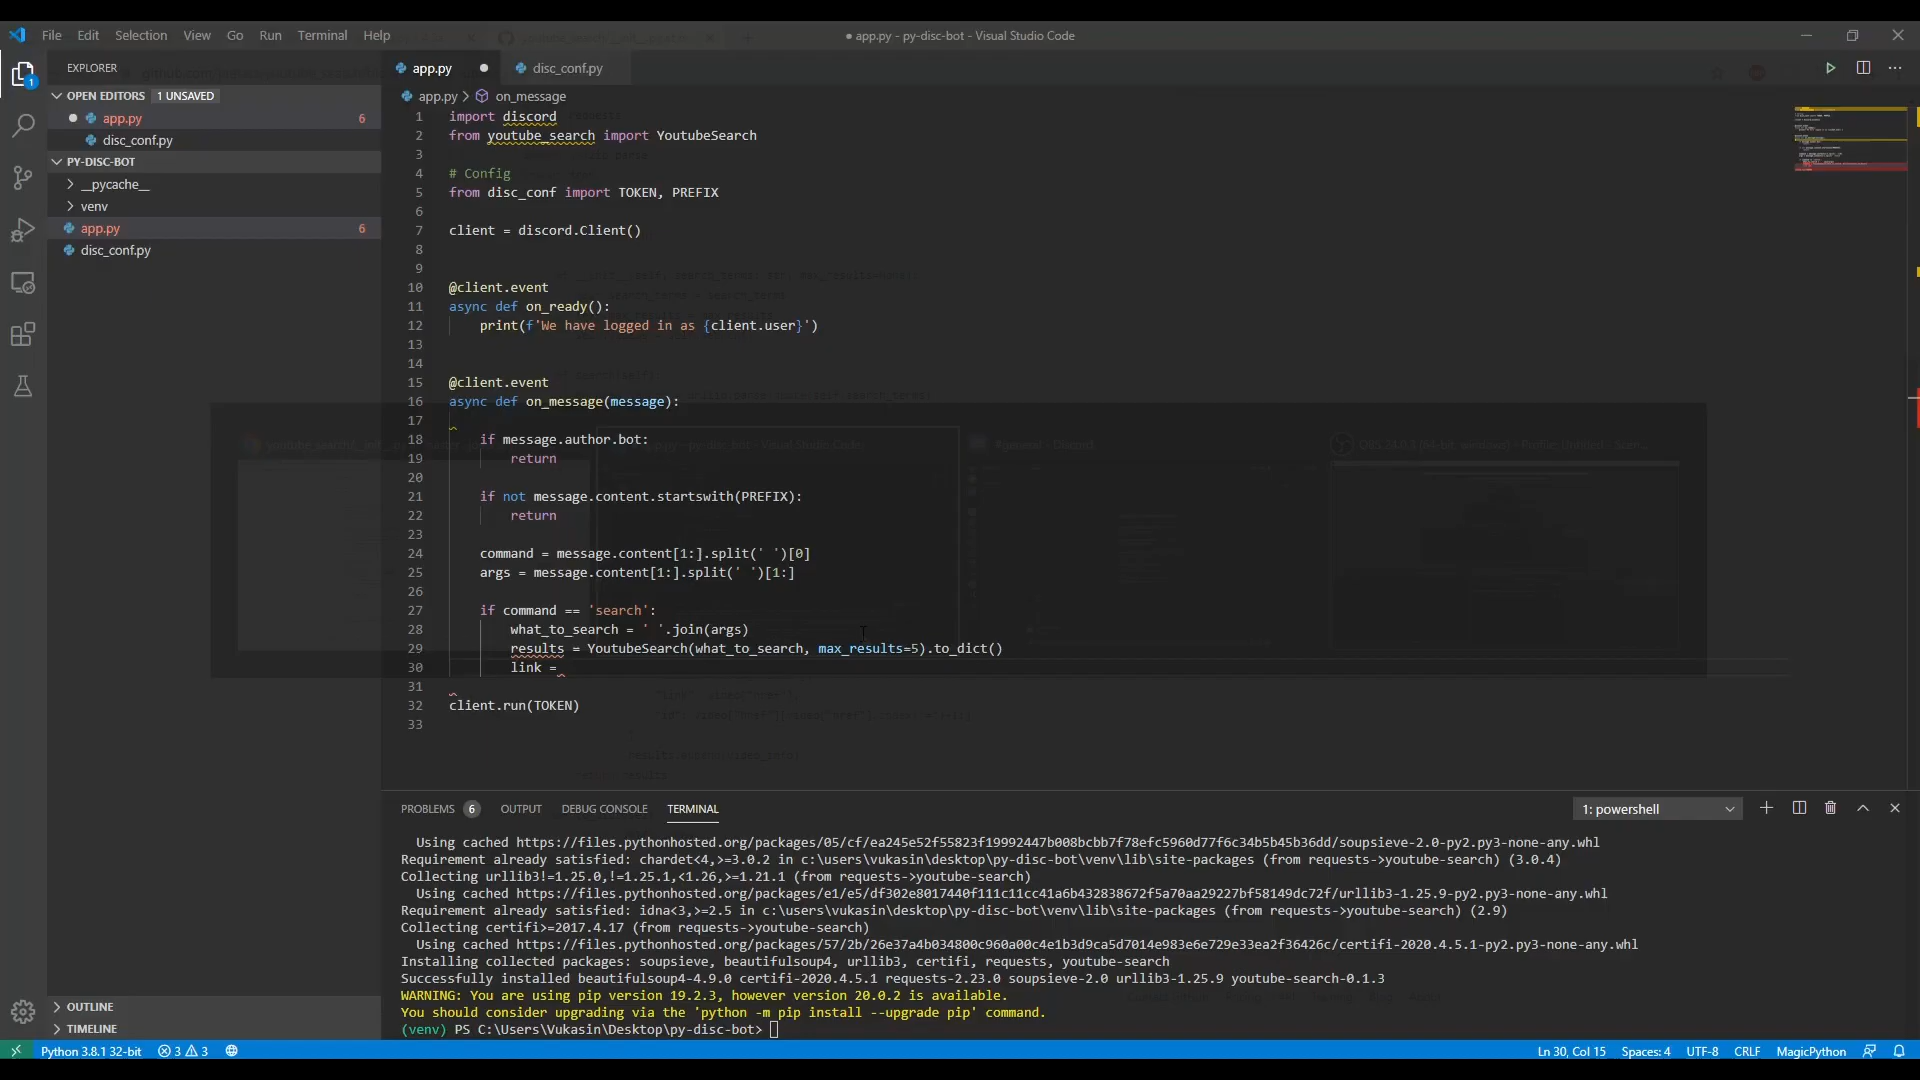 File Edit Selection View Go Run Terminal Help
● app.py - py-disc-bot - Visual Studio Code
EXPLORER
OPEN EDITORS 1 UNSAVED
app.py 6
disc_conf.py
PY-DISC-BOT
__pycache__
venv
app.py 6
disc_conf.py
OUTLINE
TIMELINE
app.py
disc_conf.py
app.py > on_message
1 import discord
2 from youtube_search import YoutubeSearch
3
4 # Config
5 from disc_conf import TOKEN, PREFIX
6
7 client = discord.Client()
8
9
10 @client.event
11 async def on_ready():
12 print(f'We have logged in as {client.user}')
13
14
15 @client.event
16 async def on_message(message):
17
18 if message.author.bot:
19 return
20
21 if not message.content.startswith(PREFIX):
22 return
23
24 command = message.content[1:].split(' ')[0]
25 args = message.content[1:].split(' ')[1:]
26
27 if command == 'search':
28 what_to_search = ' '.join(args)
29 results = YoutubeSearch(what_to_search, max_results=5).to_dict()
30 link =
31
32 client.run(TOKEN)
33
PROBLEMS 6 OUTPUT DEBUG CONSOLE TERMINAL
1: powershell
Using cached https://files.pythonhosted.org/packages/05/cf/ea245e52f55823f19992447b008bcbb7f78efc5960d77f6c34b5b45b36dd/soupsieve-2.0-py2.py3-none-any.whl
Requirement already satisfied: chardet<4,>=3.0.2 in c:\users\vukasin\desktop\py-disc-bot\venv\lib\site-packages (from requests->youtube-search) (3.0.4)
Collecting urllib3!=1.25.0,!=1.25.1,<1.26,>=1.21.1 (from requests->youtube-search)
Using cached https://files.pythonhosted.org/packages/e1/e5/df302e8017440f111c11cc41a6b432838672f5a70aa29227bf58149dc72f/urllib3-1.25.9-py2.py3-none-any.whl
Requirement already satisfied: idna<3,>=2.5 in c:\users\vukasin\desktop\py-disc-bot\venv\lib\site-packages (from requests->youtube-search) (2.9)
Collecting certifi>=2017.4.17 (from requests->youtube-search)
Using cached https://files.pythonhosted.org/packages/57/2b/26e37a4b034800c960a00c4e1b3d9ca5d7014e983e6e729e33ea2f36426c/certifi-2020.4.5.1-py2.py3-none-any.whl
Installing collected packages: soupsieve, beautifulsoup4, urllib3, certifi, requests, youtube-search
Successfully installed beautifulsoup4-4.9.0 certifi-2020.4.5.1 requests-2.23.0 soupsieve-2.0 urllib3-1.25.9 youtube-search-0.1.3
WARNING: You are using pip version 19.2.3, however version 20.0.2 is available.
You should consider upgrading via the 'python -m pip install --upgrade pip' command.
(venv) PS C:\Users\Vukasin\Desktop\py-disc-bot>
Python 3.8.1 32-bit 3 3
Ln 30, Col 15 Spaces: 4 UTF-8 CRLF MagicPython